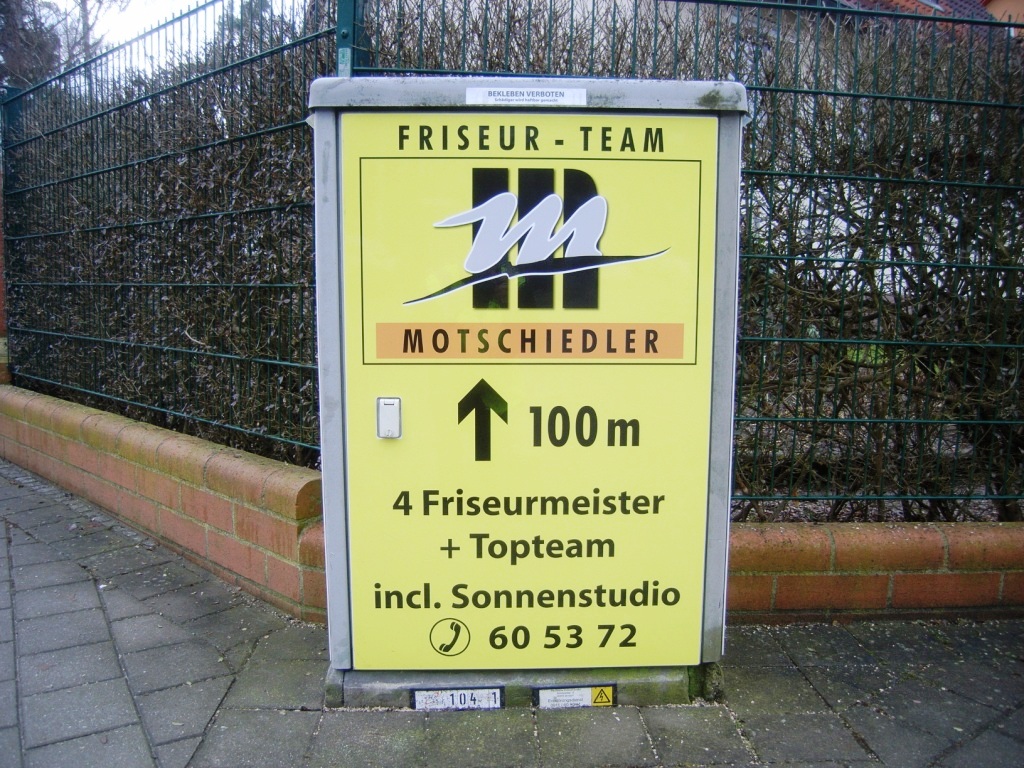 BEKLEBEN VERBOTEN
FRISEUR - TEAM
m
MOTSCHIEDLER
100 m
4 Friseurmeister
+ Topteam
incl. Sonnenstudio
60 53 72
104 1